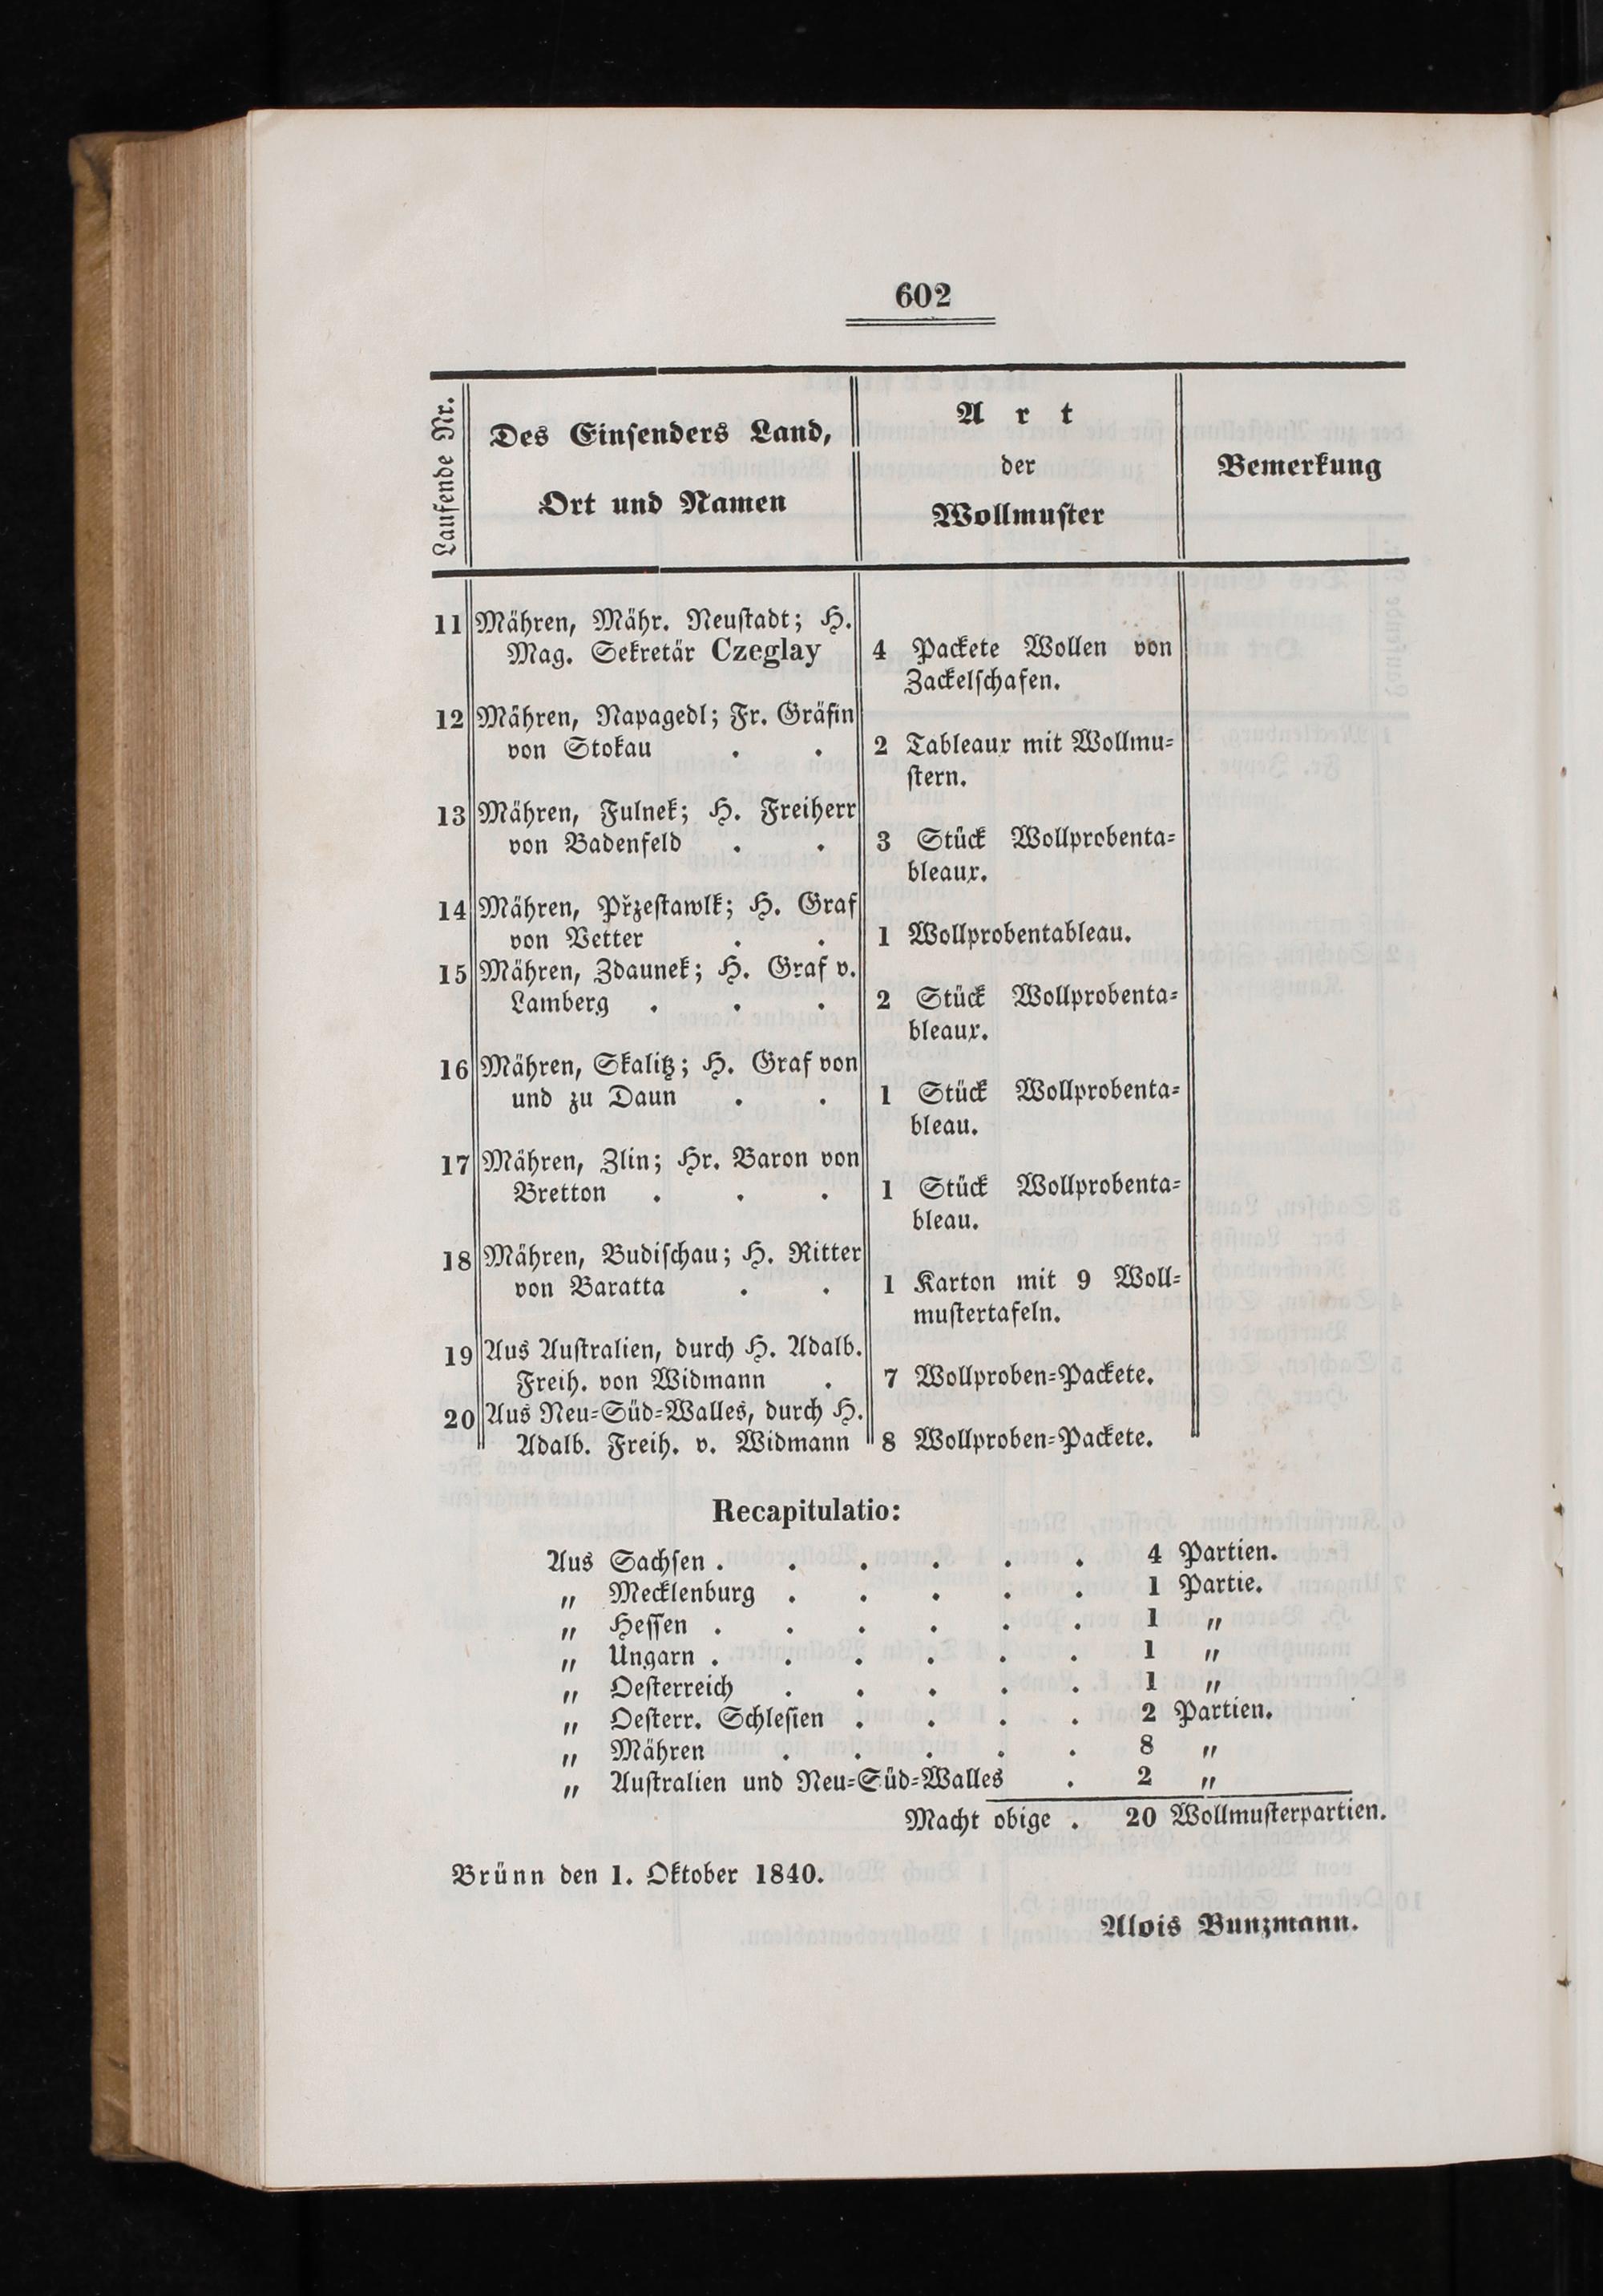 602
Laufende Nr.
Des Einsenders Land,
Ort und Namen
Art
der
Wollmuster
Bemerkung
11 Mähren, Mähr. Neustadt; H.
Mag. Sekretär Czeglay
4 Packete Wollen von
Zackelschafen.
12 Mähren, Napagedl; Fr. Gräfin
von Stokau . .
2 Tableaux mit Wollmu-
stern.
13 Mähren, Fulnek; H. Freiherr
von Badenfeld . .
3 Stück Wollprobenta-
bleaux.
14 Mähren, Přzestawlk; H. Graf
von Vetter . .
1 Wollprobentableau.
15 Mähren, Zdaunek; H. Graf v.
Lamberg . . .
2 Stück Wollprobenta-
bleaux.
16 Mähren, Skalitz; H. Graf von
und zu Daun . .
1 Stück Wollprobenta-
bleau.
17 Mähren, Zlin; Hr. Baron von
Bretton . . .
1 Stück Wollprobenta-
bleau.
18 Mähren, Budischau; H. Ritter
von Baratta . .
1 Karton mit 9 Woll-
mustertafeln.
19 Aus Australien, durch H. Adalb.
Freih. von Widmann .
7 Wollproben-Packete.
20 Aus Neu-Süd-Walles, durch H.
Adalb. Freih. v. Widmann
8 Wollproben-Packete.
Recapitulatio:
Aus Sachsen . . . . . . 4 Partien.
„ Mecklenburg . . . . . 1 Partie.
„ Hessen . . . . . . 1 „
„ Ungarn . . . . . . 1 „
„ Oesterreich . . . . . 1 „
„ Oesterr. Schlesien . . . . 2 Partien.
„ Mähren . . . . . 8 „
„ Australien und Neu-Süd-Walles . 2 „
Macht obige . 20 Wollmusterpartien.
Brünn den 1. Oktober 1840.
Alois Bunzmann.